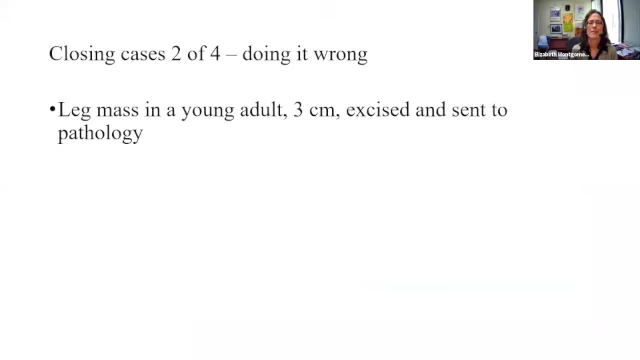 Closing cases 2 of 4 – doing it wrong
•Leg mass in a young adult, 3 cm, excised and sent to
pathology
Elizabeth Montgome...